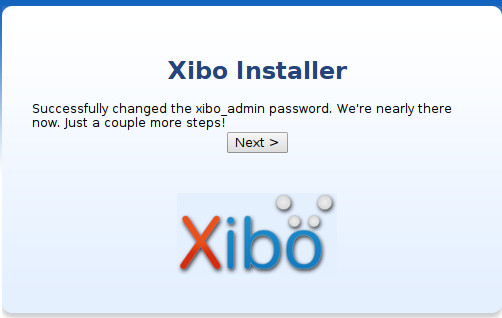 Xibo Installer
Successfully changed the xibo_admin password. We're nearly there
now. Just a couple more steps!
Next >
Xibo